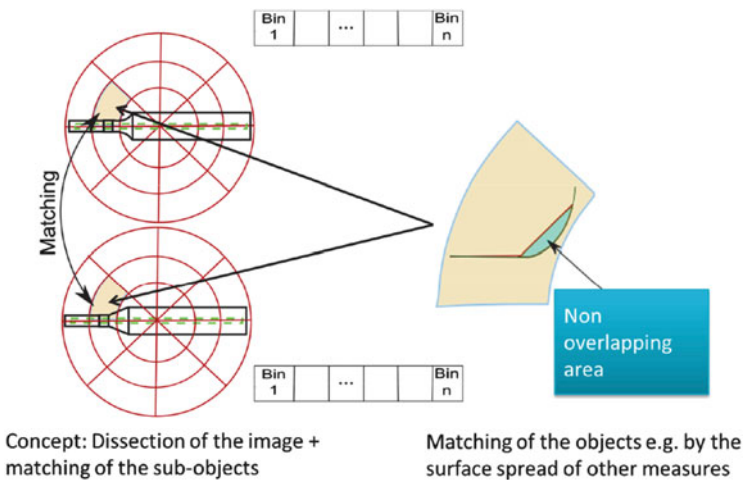 Bin
1
...
Bin
n
Matching
Non
overlapping
area
Bin
1
...
Bin
n
Concept: Dissection of the image +
matching of the sub-objects
Matching of the objects e.g. by the
surface spread of other measures